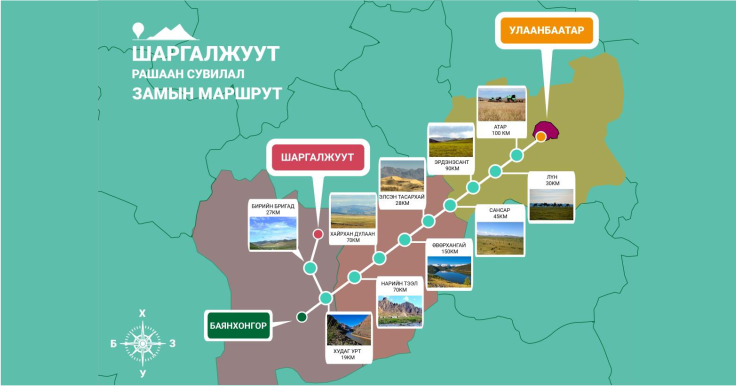 ШАРГАЛЖУУТ
РАШААН СУВИЛАЛ
ЗАМЫН МАРШРУТ
УЛААНБААТАР
АТАР
100 КМ
ЭРДЭНЭСАНТ
90КМ
ЛҮН
30КМ
ШАРГАЛЖУУТ
ЭЛСЭН ТАСАРХАЙ
28КМ
БИРИЙН БРИГАД
27КМ
САНСАР
45КМ
ХАЙРХАН ДУЛААН
70КМ
ӨВӨРХАНГАЙ
150КМ
НАРИЙН ТЭЭЛ
70КМ
БАЯНХОНГОР
ХУДАГ УРТ
19КМ
Х
Б
З
У